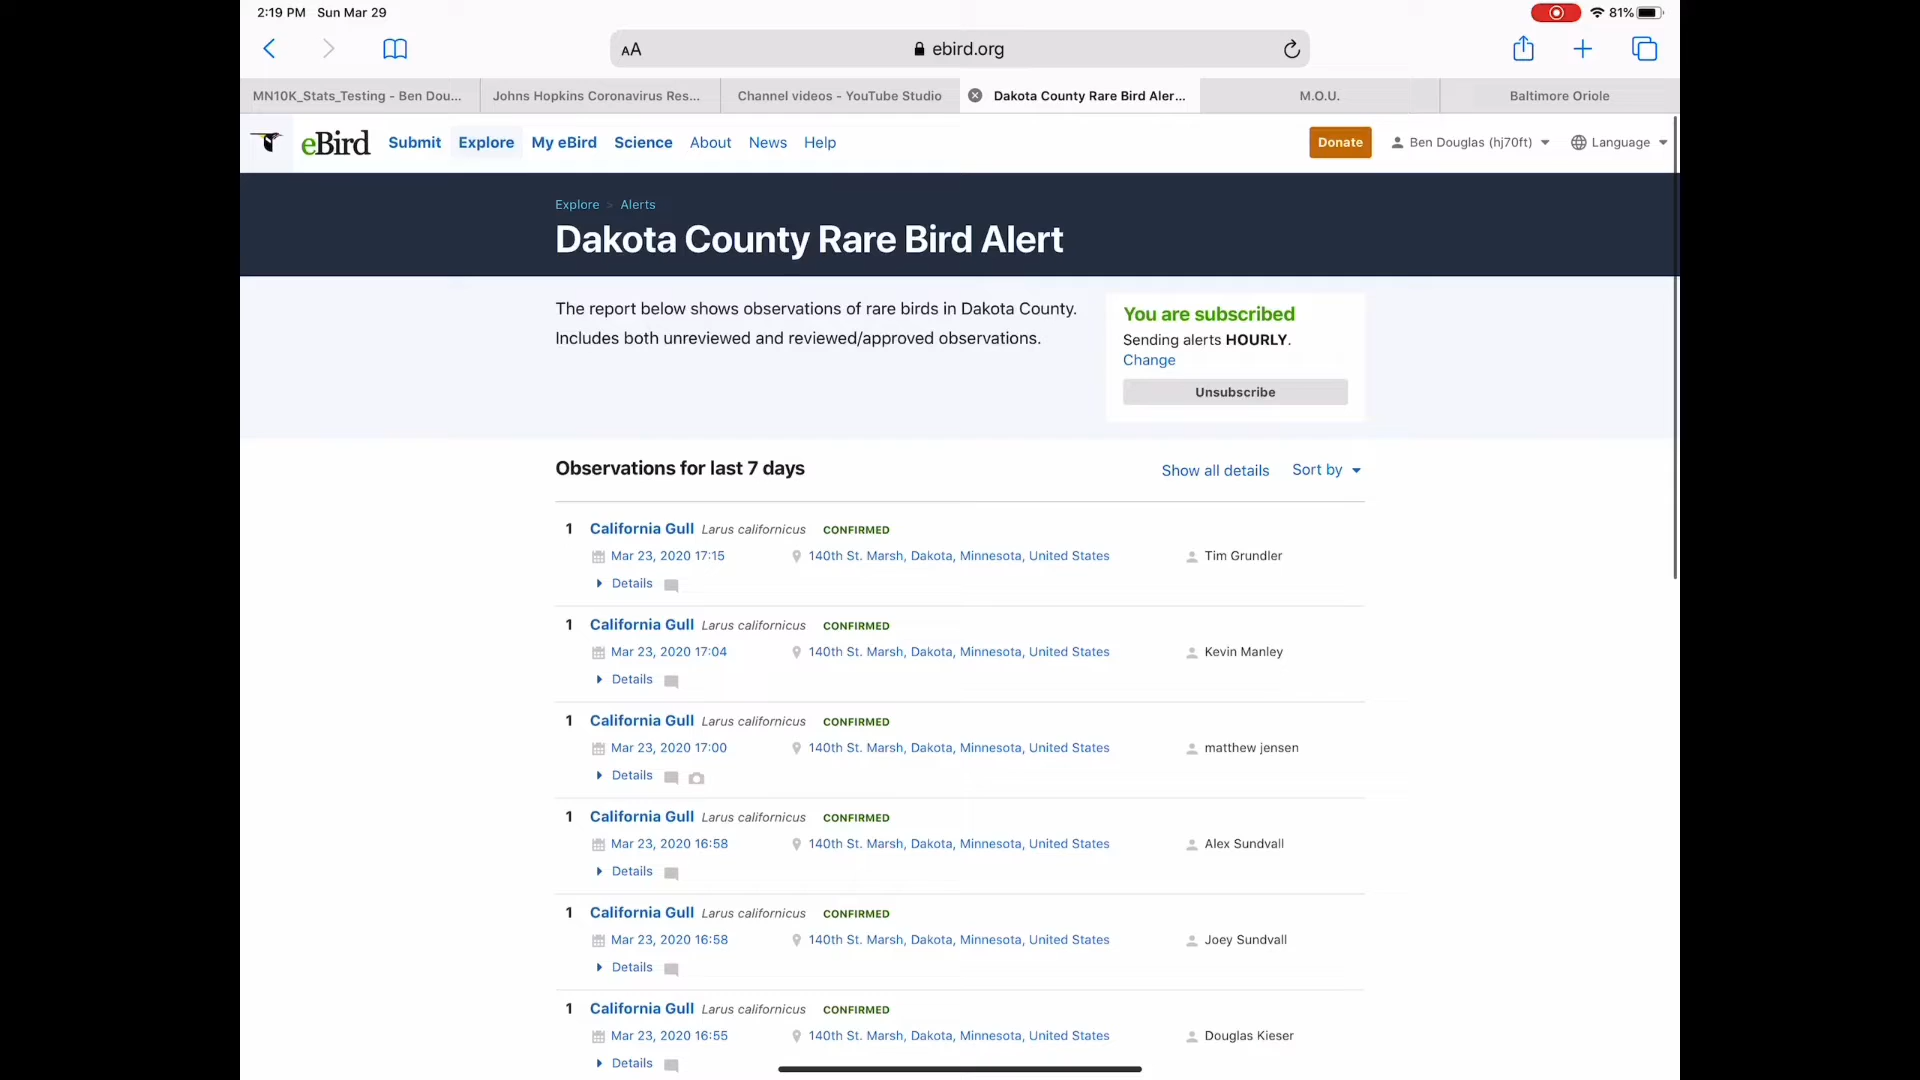 2:19 PM Sun Mar 29 81%
AA ebird.org
MN10K_Stats_Testing - Ben Dou... Johns Hopkins Coronavirus Res... Channel videos - YouTube Studio Dakota County Rare Bird Aler... M.O.U. Baltimore Oriole
eBird Submit Explore My eBird Science About News Help Donate Ben Douglas (hj70ft) Language
Explore > Alerts
Dakota County Rare Bird Alert
The report below shows observations of rare birds in Dakota County.
Includes both unreviewed and reviewed/approved observations.
You are subscribed
Sending alerts HOURLY.
Change
Unsubscribe
Observations for last 7 days Show all details Sort by
1 California Gull Larus californicus CONFIRMED
Mar 23, 2020 17:15 140th St. Marsh, Dakota, Minnesota, United States Tim Grundler
Details
1 California Gull Larus californicus CONFIRMED
Mar 23, 2020 17:04 140th St. Marsh, Dakota, Minnesota, United States Kevin Manley
Details
1 California Gull Larus californicus CONFIRMED
Mar 23, 2020 17:00 140th St. Marsh, Dakota, Minnesota, United States matthew jensen
Details
1 California Gull Larus californicus CONFIRMED
Mar 23, 2020 16:58 140th St. Marsh, Dakota, Minnesota, United States Alex Sundvall
Details
1 California Gull Larus californicus CONFIRMED
Mar 23, 2020 16:58 140th St. Marsh, Dakota, Minnesota, United States Joey Sundvall
Details
1 California Gull Larus californicus CONFIRMED
Mar 23, 2020 16:55 140th St. Marsh, Dakota, Minnesota, United States Douglas Kieser
Details